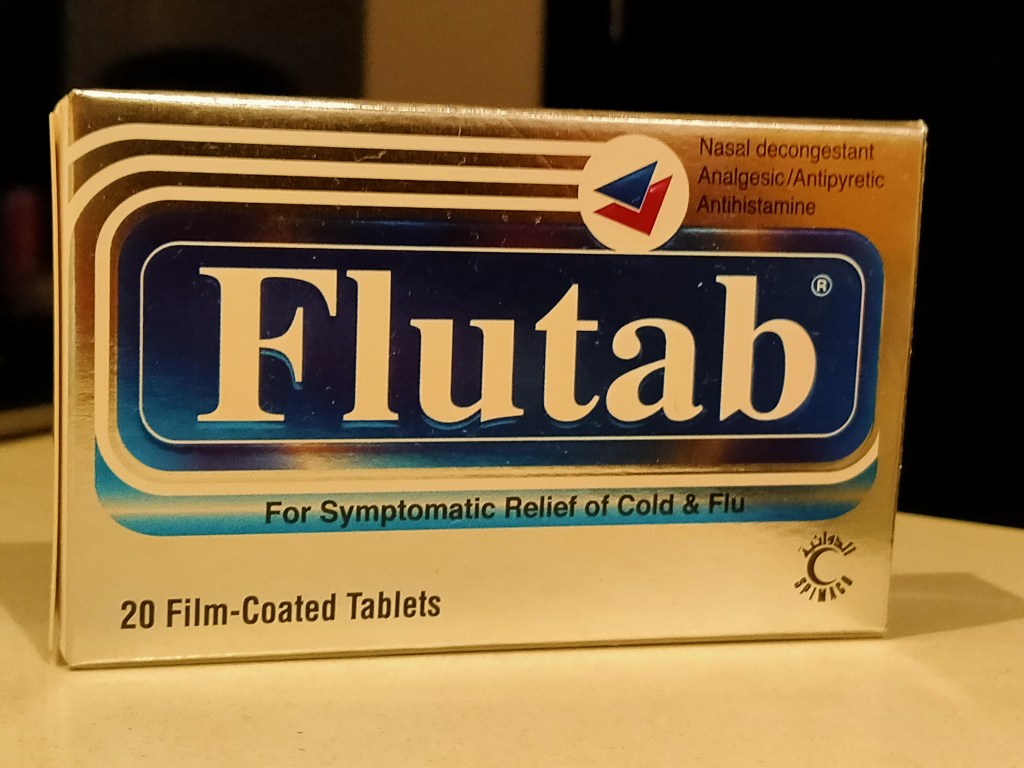 Nasal decongestant
Analgesic/Antipyretic
Antihistamine
Flutab®
For Symptomatic Relief of Cold & Flu
20 Film-Coated Tablets
الدوائية
SPIMACO